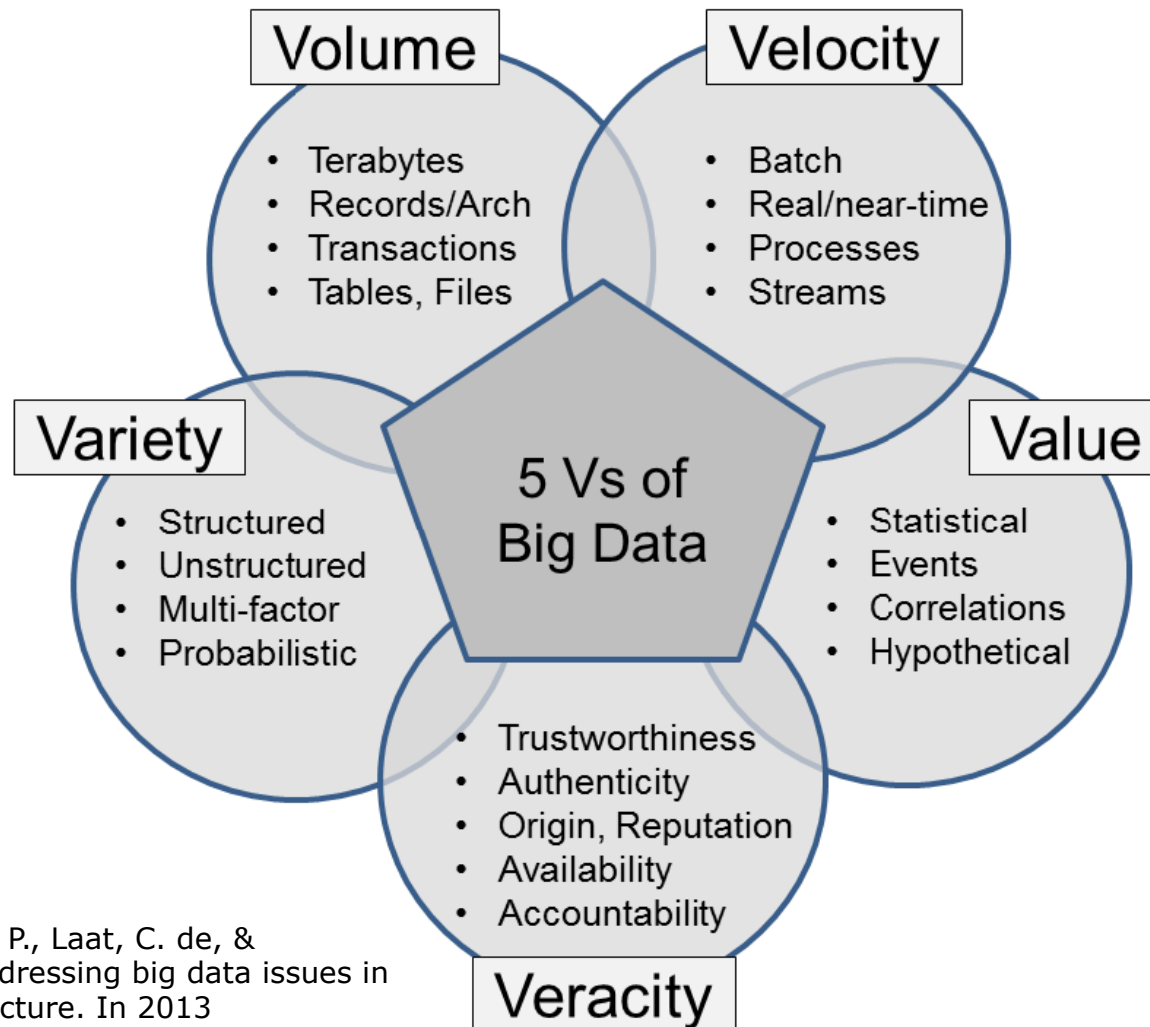 Volume
• Terabytes
• Records/Arch
• Transactions
• Tables, Files
Velocity
• Batch
• Real/near-time
• Processes
• Streams
Variety
• Structured
• Unstructured
• Multi-factor
• Probabilistic
5 Vs of
Big Data
Value
• Statistical
• Events
• Correlations
• Hypothetical
• Trustworthiness
• Authenticity
• Origin, Reputation
• Availability
• Accountability
Veracity
P., Laat, C. de, &
dressing big data issues in
cture. In 2013